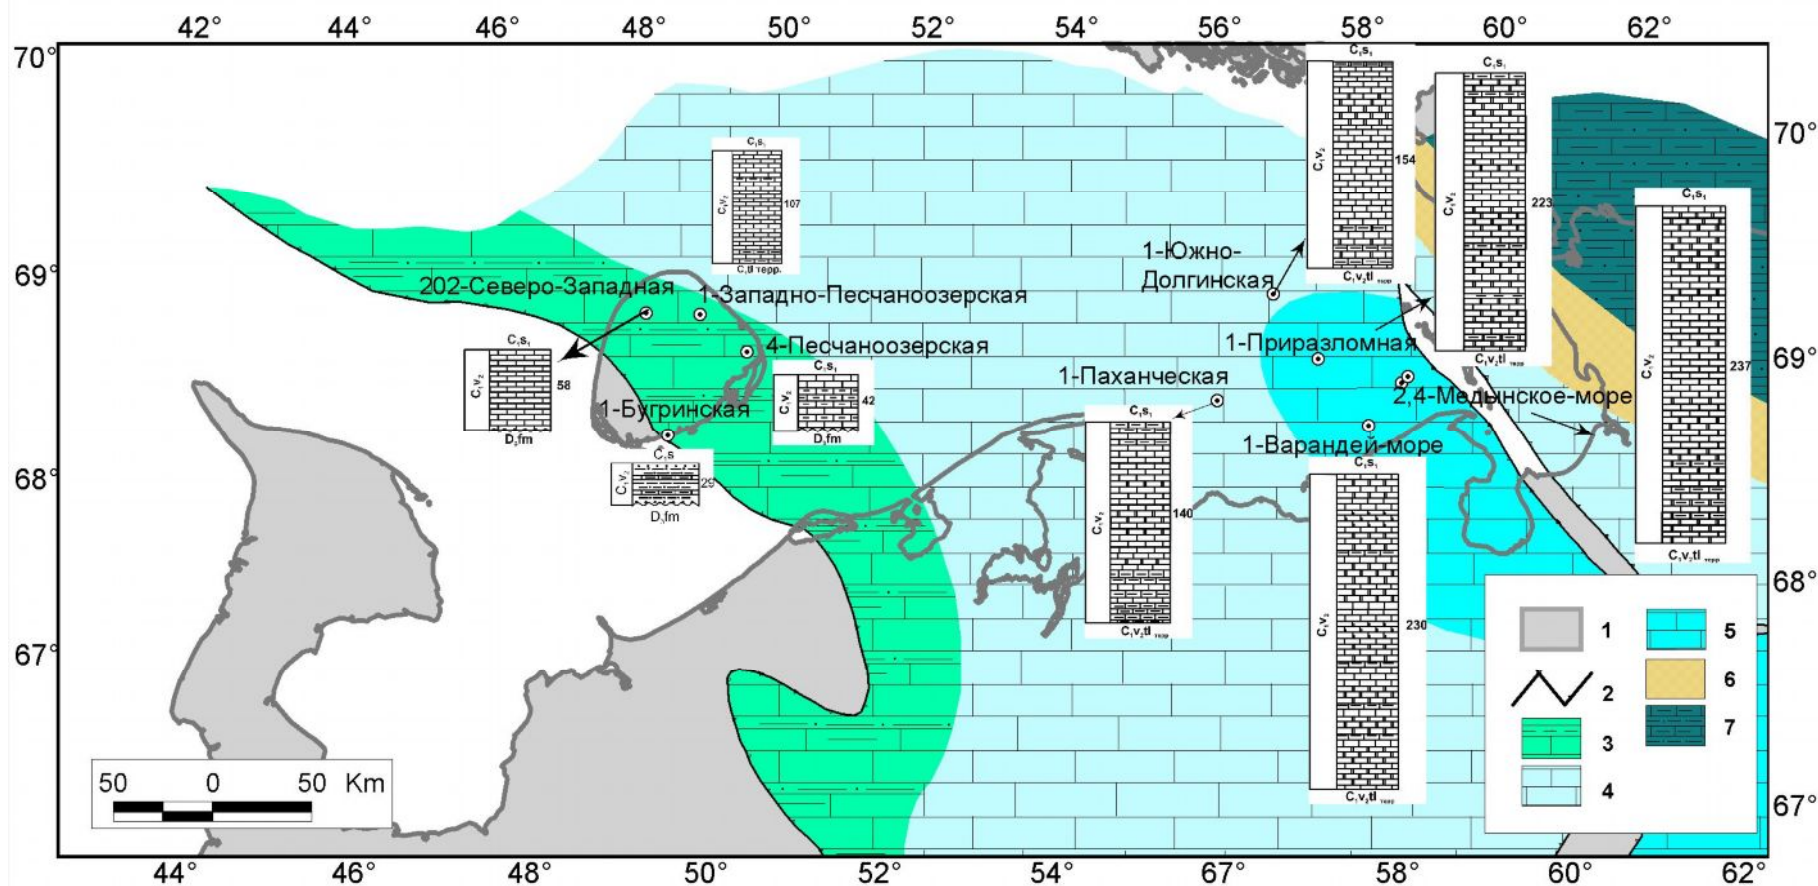 42° 44° 46° 48° 50° 52° 54° 56° 58° 60° 62°
70°
70°
69°
69°
68°
68°
67°
67°
C₁s₁
C₁v₂
107
C₁tl терр.
202-Северо-Западная
1-Западно-Песчаноозерская
4-Песчаноозерская
1-Бугринская
C₁s₁
C₁v₂
58
D₃fm
C₁s₁
C₁v₂
42
D₃fm
C₁s
C₁v₂
29
D₃fm
1-Южно-
Долгинская
C₁s₁
C₁v₂
154
C₁v₂tl терр
1-Приразломная
C₁s₁
C₁v₂
223
C₁v₂tl терр
1-Паханческая
C₁s₁
C₁v₂
140
C₁v₂tl терр
2,4-Медынское-море
C₁s₁
C₁v₂
237
C₁v₂tl терр
1-Варандей-море
C₁s₁
C₁v₂
230
C₁v₂tl терр
50 0 50 Km
1
2
3
4
5
6
7
44° 46° 48° 50° 52° 54° 67° 58° 60° 62°